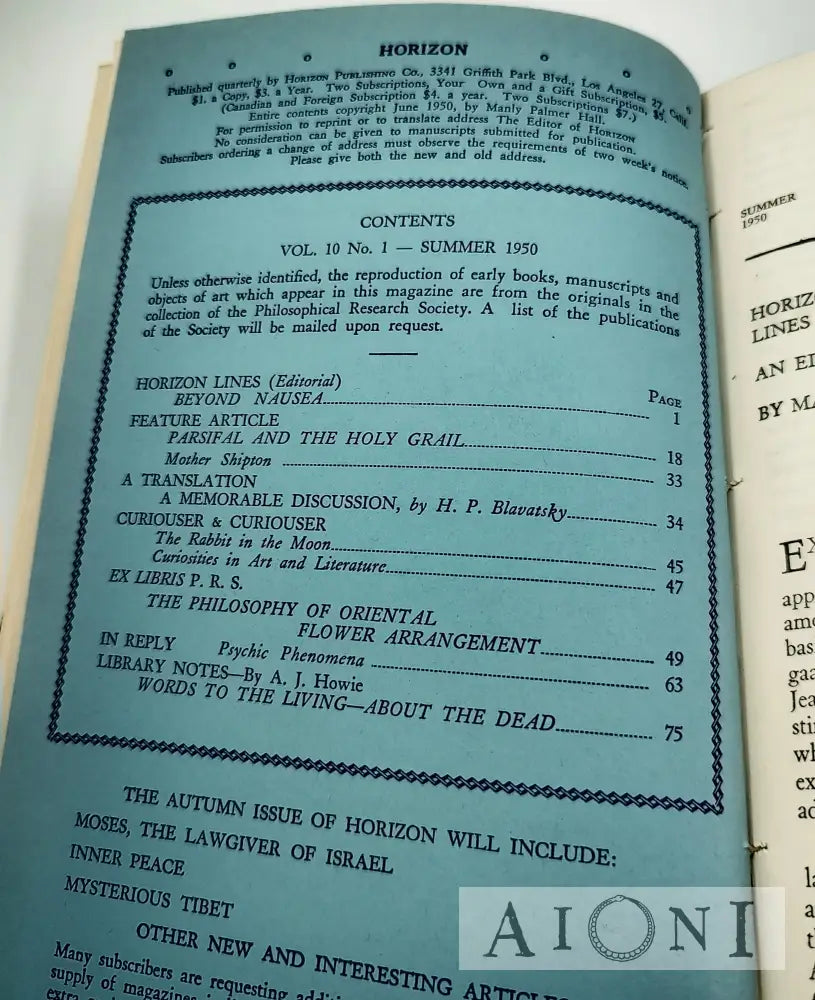 HORIZON
Published quarterly by HORIZON PUBLISHING CO., 3341 Griffith Park Blvd., Los Angeles 27, Calif.
$1. a Copy, $3. a Year. Two Subscriptions, Your Own and a Gift Subscription, $5.
(Canadian and Foreign Subscription $4. a year. Two Subscriptions $7.)
Entire contents copyright June 1950, by Manly Palmer Hall.
For permission to reprint or to translate address The Editor of HORIZON
No consideration can be given to manuscripts submitted for publication.
Subscribers ordering a change of address must observe the requirements of two week's notice.
Please give both the new and old address.
CONTENTS
VOL. 10 No. 1 — SUMMER 1950
Unless otherwise identified, the reproduction of early books, manuscripts and
objects of art which appear in this magazine are from the originals in the
collection of the Philosophical Research Society. A list of the publications
of the Society will be mailed upon request.
HORIZON LINES (Editorial) PAGE
BEYOND NAUSEA 1
FEATURE ARTICLE
PARSIFAL AND THE HOLY GRAIL 18
Mother Shipton 33
A TRANSLATION
A MEMORABLE DISCUSSION, by H. P. Blavatsky 34
CURIOUSER & CURIOUSER
The Rabbit in the Moon 45
Curiosities in Art and Literature 47
EX LIBRIS P. R. S.
THE PHILOSOPHY OF ORIENTAL
FLOWER ARRANGEMENT 49
IN REPLY Psychic Phenomena 63
LIBRARY NOTES—By A. J. Howie
WORDS TO THE LIVING—ABOUT THE DEAD 75
THE AUTUMN ISSUE OF HORIZON WILL INCLUDE:
MOSES, THE LAWGIVER OF ISRAEL
INNER PEACE
MYSTERIOUS TIBET
OTHER NEW AND INTERESTING ARTICLES
Many subscribers are requesting
supply of magazines
extra
SUMMER
1950
LINES
AN
BY
AIONI